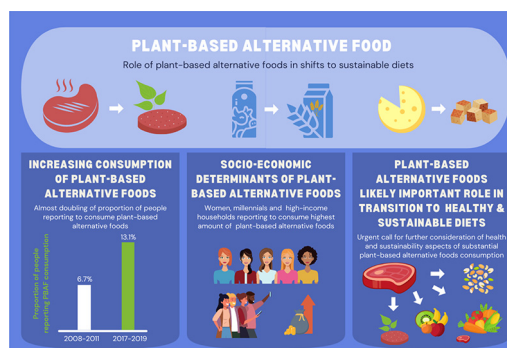 PLANT-BASED ALTERNATIVE FOOD
Role of plant-based alternative foods in shifts to sustainable diets
INCREASING CONSUMPTION
OF PLANT-BASED
ALTERNATIVE FOODS
Almost doubling of proportion of people
reporting to consume plant-based
alternative foods
Proportion of people
reporting PBAF consumption
6.7%
13.1%
2008-2011
2017-2019
SOCIO-ECONOMIC
DETERMINANTS OF PLANT-
BASED ALTERNATIVE FOODS
Women, millennials and high-income
households reporting to consume highest
amount of plant-based alternative foods
PLANT-BASED
ALTERNATIVE FOODS
LIKELY IMPORTANT ROLE IN
TRANSITION TO HEALTHY &
SUSTAINABLE DIETS
Urgent call for further consideration of health
and sustainability aspects of substantial
plant-based alternative foods consumption